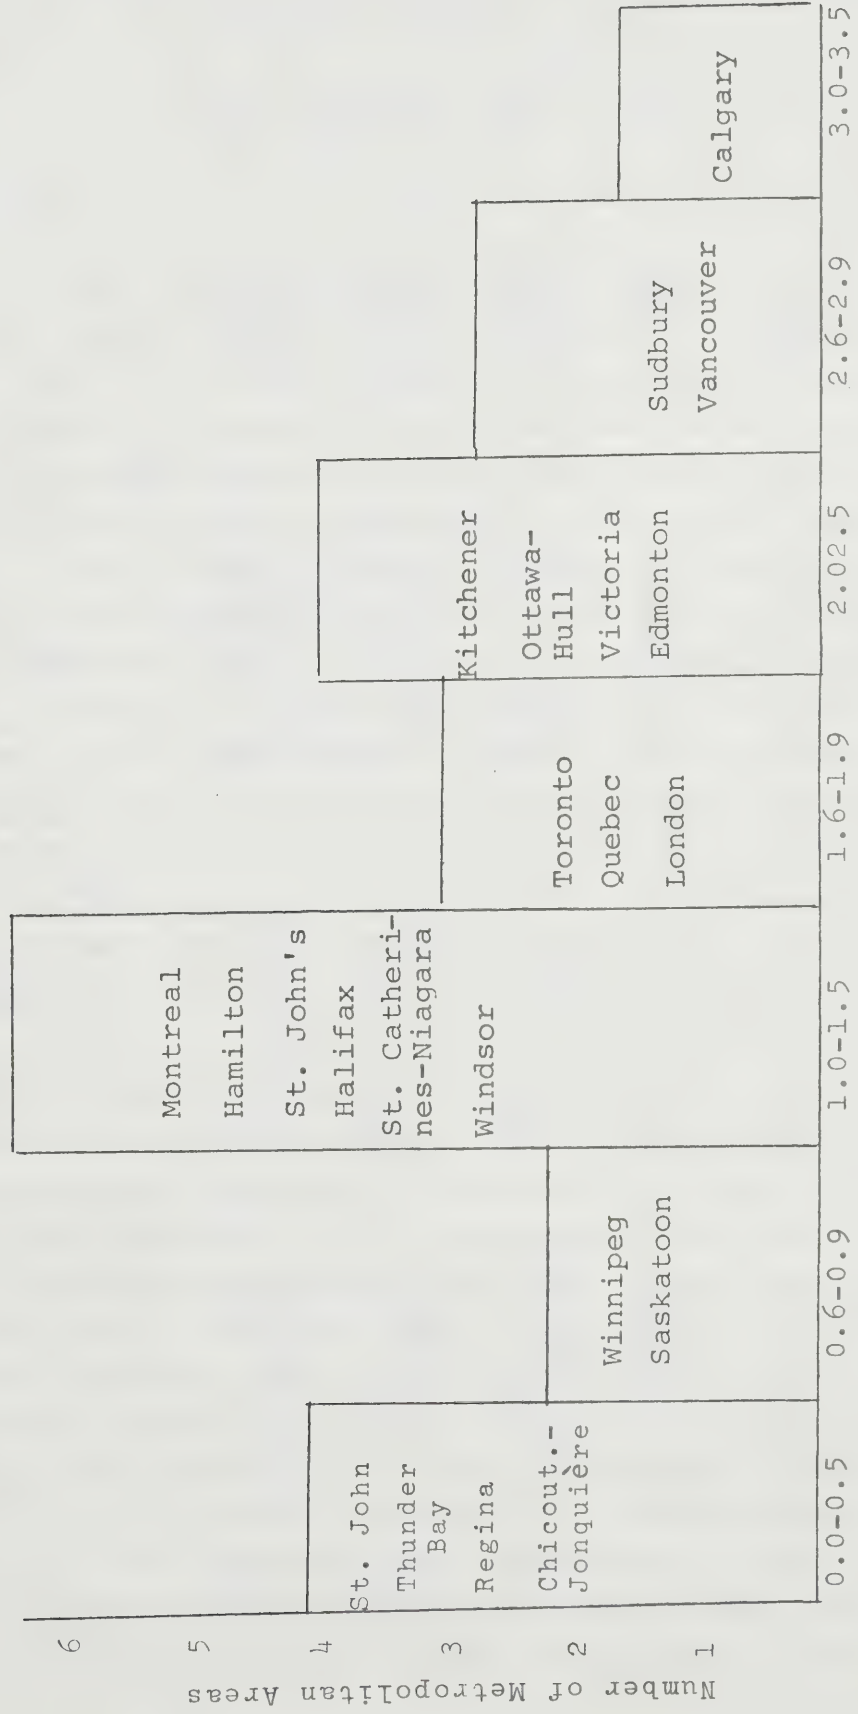 Number of Metropolitan Areas
6
5
4
3
2
1
St. John
Thunder
Bay
Regina
Chicout.-
Jonquière
Winnipeg
Saskatoon
Montreal
Hamilton
St. John's
Halifax
St. Catheri-
nes-Niagara
Windsor
Toronto
Quebec
London
Kitchener
Ottawa-
Hull
Victoria
Edmonton
Sudbury
Vancouver
Calgary
0.0-0.5 0.6-0.9 1.0-1.5 1.6-1.9 2.02.5 2.6-2.9 3.0-3.5